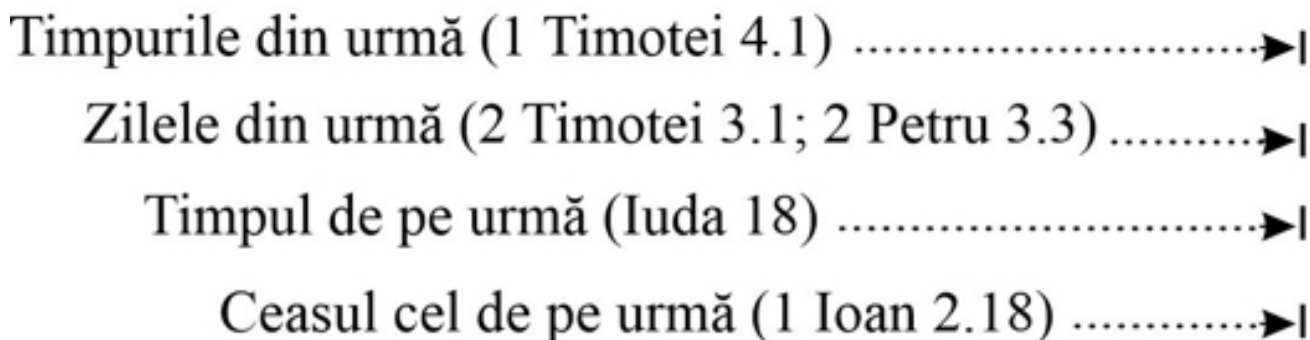 Timpurile din urmă (1 Timotei 4.1)
Zilele din urmă (2 Timotei 3.1; 2 Petru 3.3)
Timpul de pe urmă (Iuda 18)
Ceasul cel de pe urmă (1 Ioan 2.18)